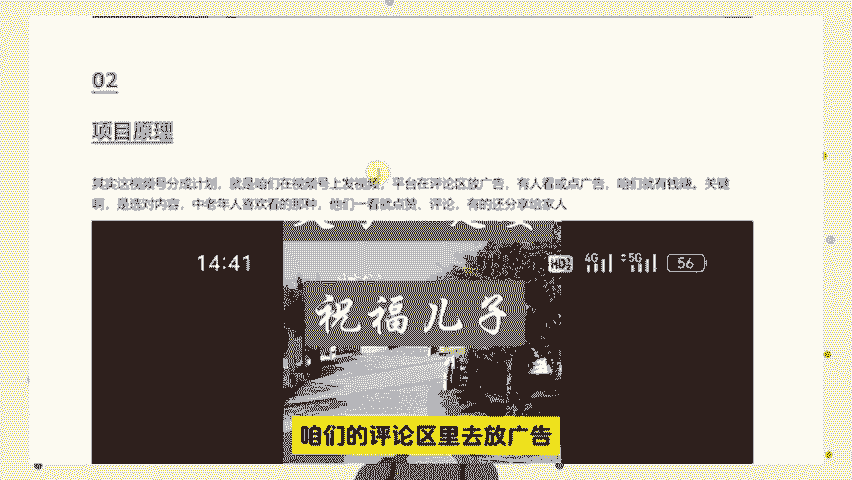 02
项目原理
其实这视频号分成计划，就是咱们在视频号上发视频，平台在评论区放广告，有人看或点广告，咱们就有钱赚。关键
啊，是选对内容，中老年人喜欢看的那种，他们一看就点赞、评论，有的还分享给家人
14:41
HD2 4G 5G 56
祝福儿子
咱们的评论区里去放广告